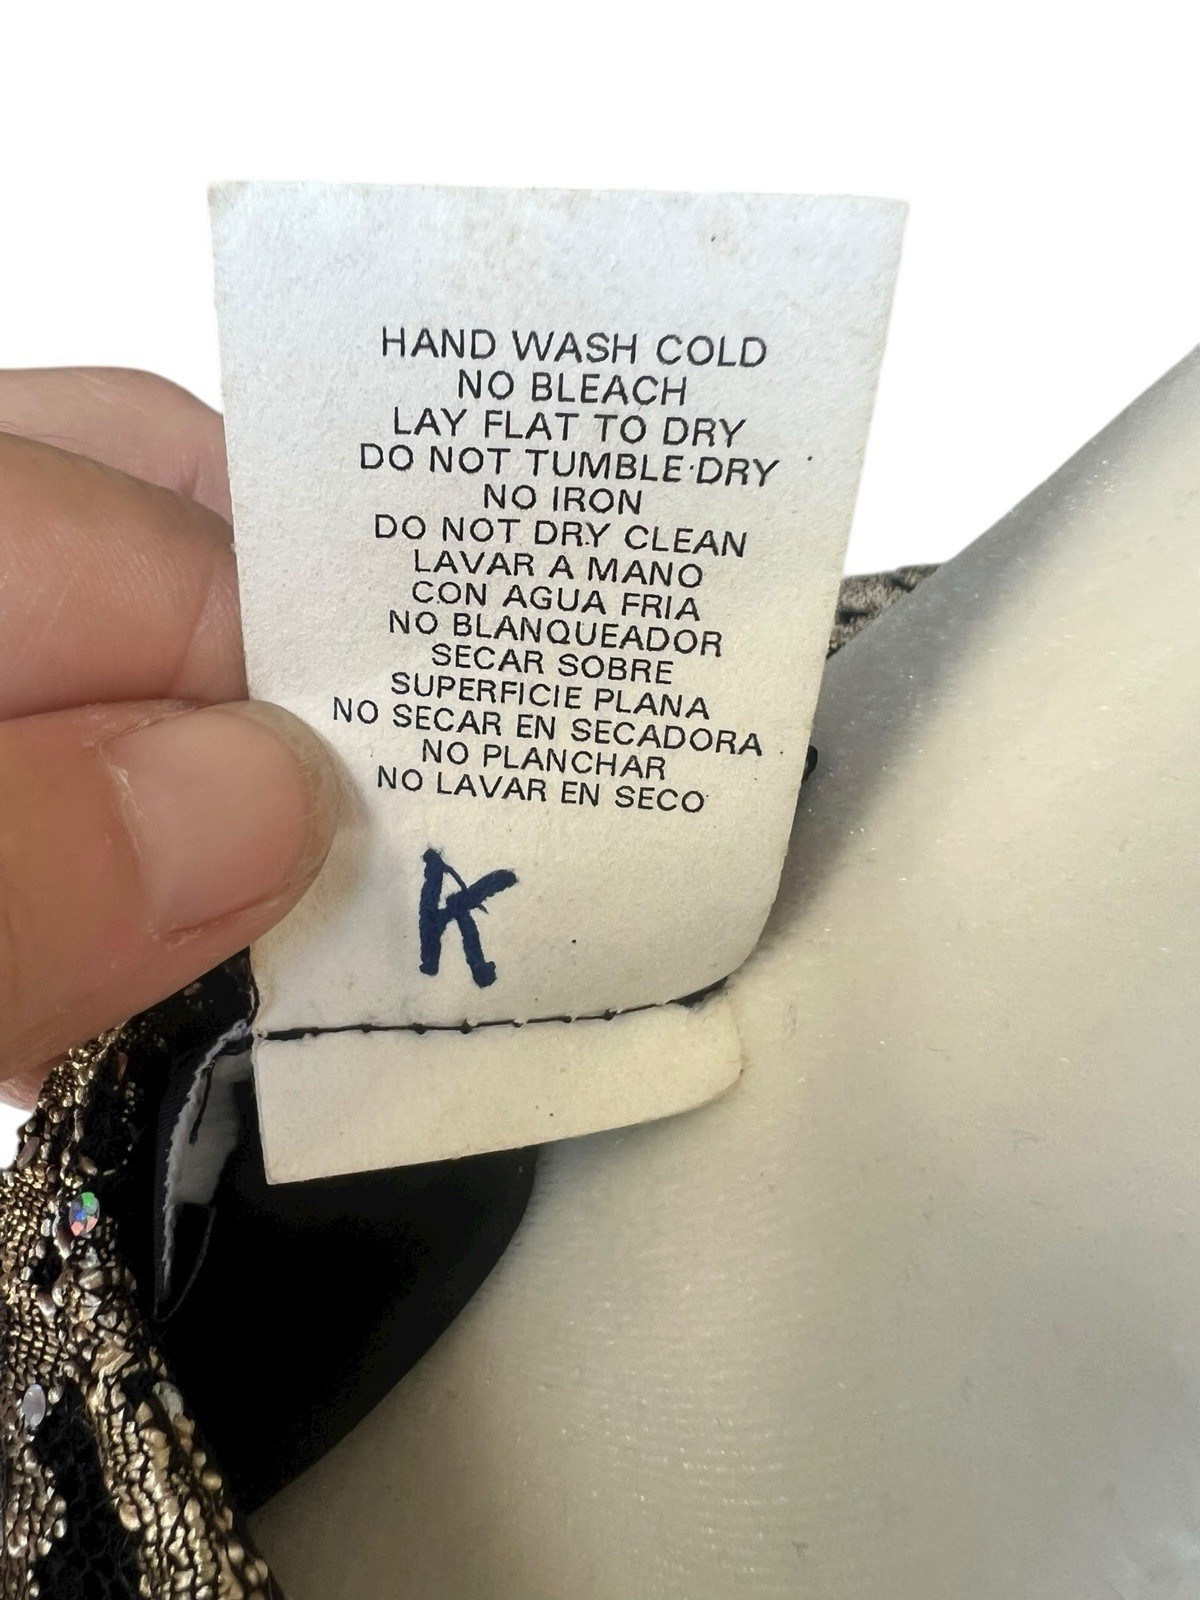 HAND WASH COLD
NO BLEACH
LAY FLAT TO DRY
DO NOT TUMBLE DRY
NO IRON
DO NOT DRY CLEAN
LAVAR A MANO
CON AGUA FRIA
NO BLANQUEADOR
SECAR SOBRE
SUPERFICIE PLANA
NO SECAR EN SECADORA
NO PLANCHAR
NO LAVAR EN SECO
K